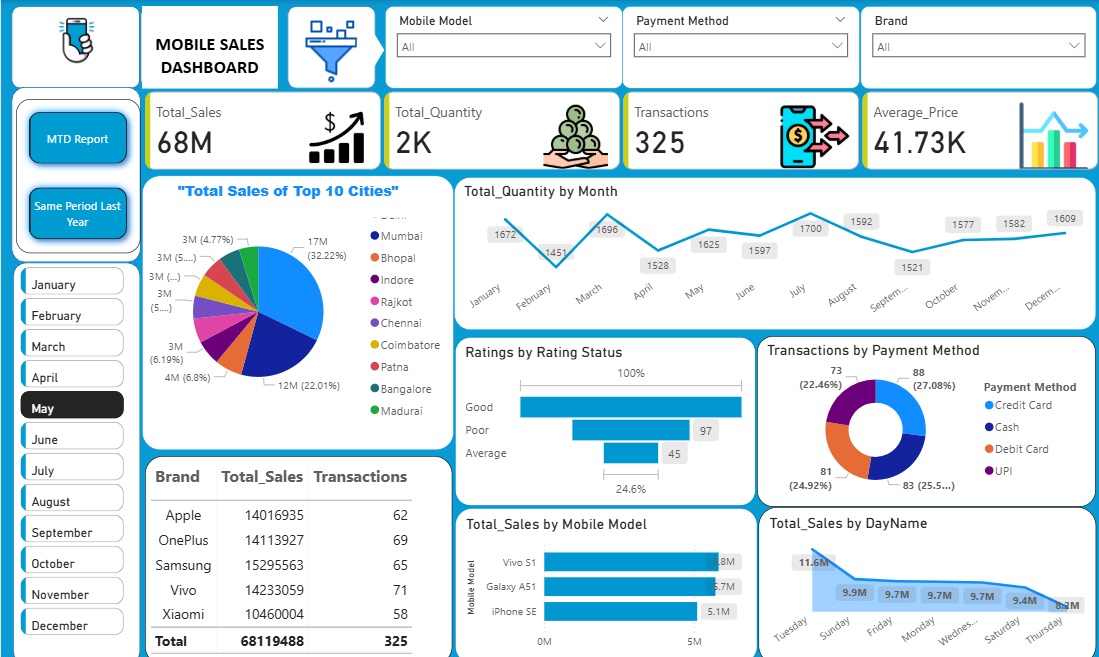 MOBILE SALES
DASHBOARD
Mobile Model
All
Payment Method
All
Brand
All
MTD Report
Same Period Last
Year
January
February
March
April
May
June
July
August
September
October
November
December
Total_Sales
68M
$
Total_Quantity
2K
Transactions
325
$
Average_Price
41.73K
"Total Sales of Top 10 Cities"
3M (4.77%)
3M (5....)
3M (...)
3M
(5....)
3M
(6.19%)
4M (6.8%)
12M (22.01%)
17M
(32.22%)
Mumbai
Bhopal
Indore
Rajkot
Chennai
Coimbatore
Patna
Bangalore
Madurai
Total_Quantity by Month
1672
1451
1696
1528
1625
1597
1700
1592
1521
1577
1582
1609
January
February
March
April
May
June
July
August
Septem...
October
Novem...
Decem...
Brand Total_Sales Transactions
Apple 14016935 62
OnePlus 14113927 69
Samsung 15295563 65
Vivo 14233059 71
Xiaomi 10460004 58
Total 68119488 325
Ratings by Rating Status
100%
Good
Poor 97
Average 45
24.6%
Transactions by Payment Method
73
(22.46%)
88
(27.08%)
81
(24.92%)
83 (25.5...)
Payment Method
Credit Card
Cash
Debit Card
UPI
Total_Sales by Mobile Model
Mobile Model
Vivo S1
Galaxy A51
iPhone SE 5.1M
0M 5M
Total_Sales by DayName
11.6M
9.9M
9.7M
9.7M
9.7M
9.4M
8.2M
Tuesday
Sunday
Friday
Monday
Wednes...
Saturday
Thursday